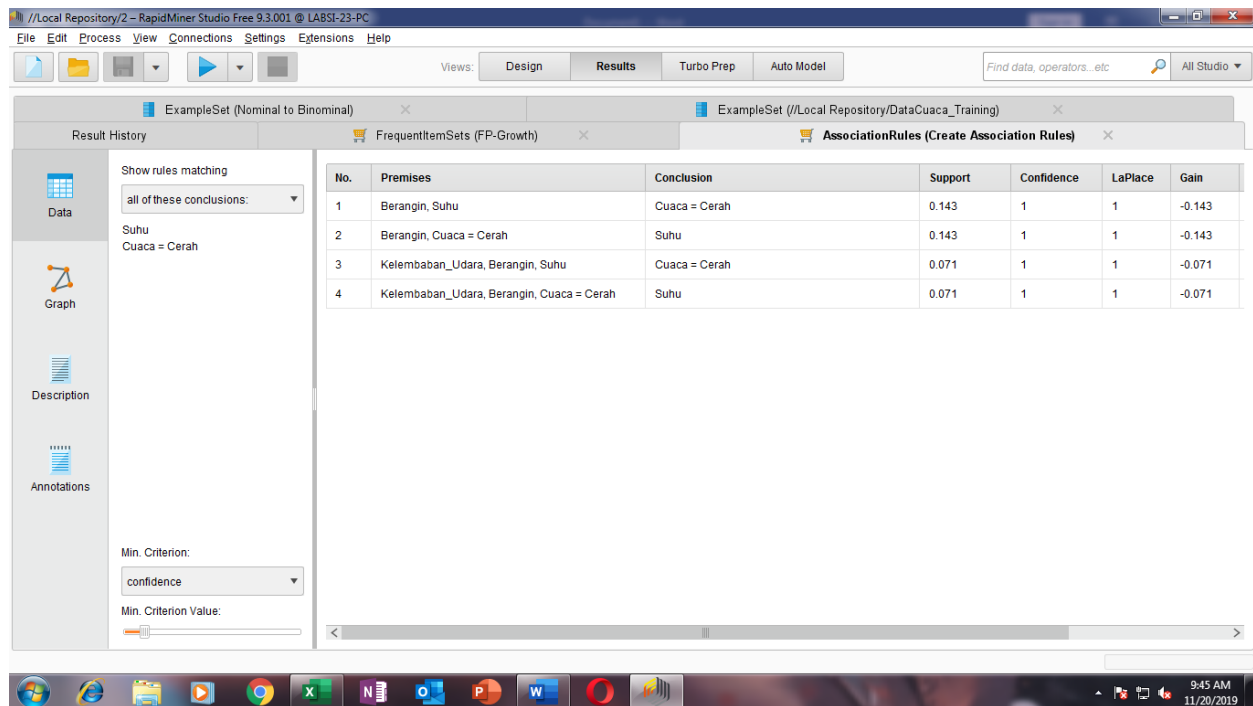 //Local Repository/2 – RapidMiner Studio Free 9.3.001 @ LABSI-23-PC
File Edit Process View Connections Settings Extensions Help
Views: Design Results Turbo Prep Auto Model Find data, operators...etc All Studio
ExampleSet (Nominal to Binominal) ExampleSet (//Local Repository/DataCuaca_Training)
Result History FrequentItemSets (FP-Growth) AssociationRules (Create Association Rules)
Data
Graph
Description
Annotations
Show rules matching
all of these conclusions:
Suhu
Cuaca = Cerah
Min. Criterion:
confidence
Min. Criterion Value:
No. Premises Conclusion Support Confidence LaPlace Gain
1 Berangin, Suhu Cuaca = Cerah 0.143 1 1 -0.143
2 Berangin, Cuaca = Cerah Suhu 0.143 1 1 -0.143
3 Kelembaban_Udara, Berangin, Suhu Cuaca = Cerah 0.071 1 1 -0.071
4 Kelembaban_Udara, Berangin, Cuaca = Cerah Suhu 0.071 1 1 -0.071
9:45 AM
11/20/2019